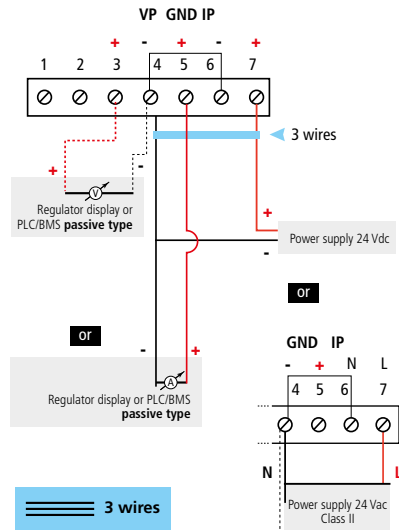 VP GND IP
+ - + - +
1 2 3 4 5 6 7
3 wires
+ -
V
Regulator display or
PLC/BMS passive type
+
Power supply 24 Vdc
-
or
or
GND IP
- + N L
4 5 6 7
- +
A
Regulator display or PLC/BMS
passive type
N L
Power supply 24 Vac
Class II
3 wires